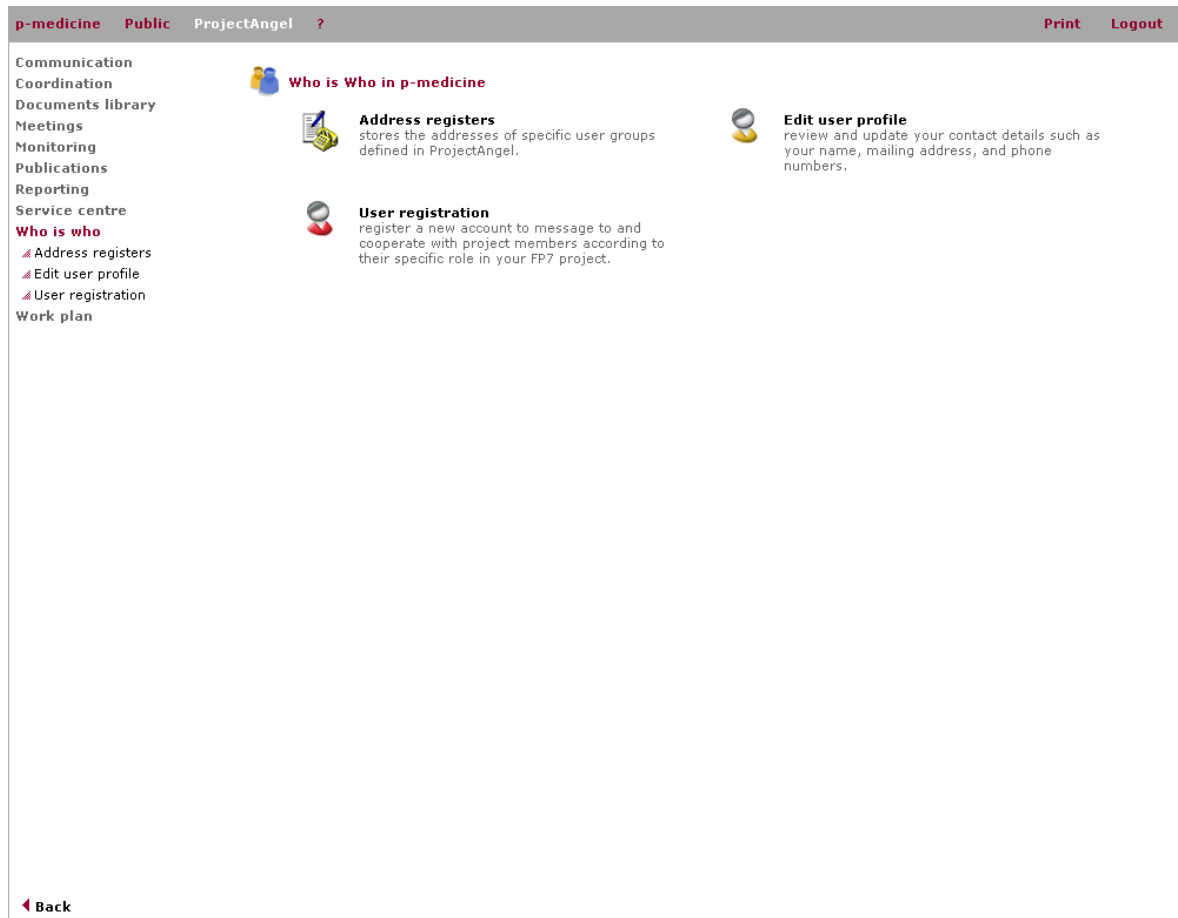 p-medicine Public ProjectAngel ? Print Logout
Communication
Coordination
Documents library
Meetings
Monitoring
Publications
Reporting
Service centre
Who is who
Address registers
Edit user profile
User registration
Work plan
Who is Who in p-medicine
Address registers
stores the addresses of specific user groups
defined in ProjectAngel.
Edit user profile
review and update your contact details such as
your name, mailing address, and phone
numbers.
User registration
register a new account to message to and
cooperate with project members according to
their specific role in your FP7 project.
Back